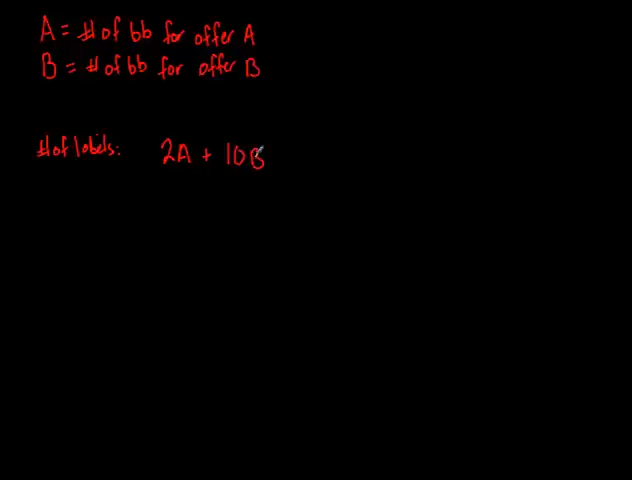 A = # of bb for offer A
B = # of bb for offer B
# of labels: 2A + 10B